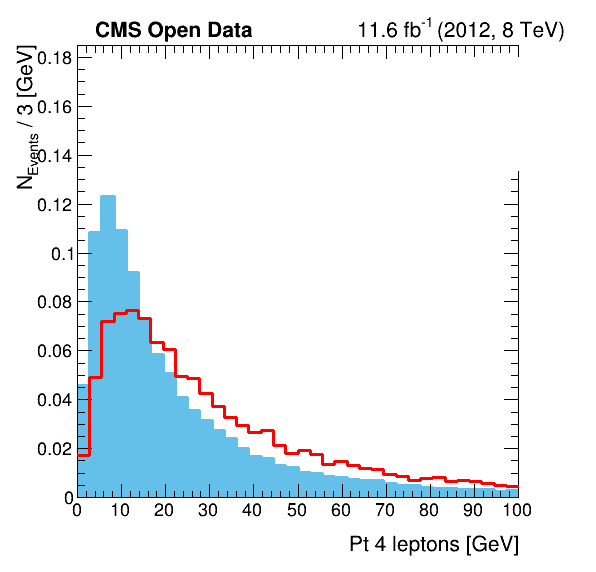 CMS Open Data
11.6 fb⁻¹ (2012, 8 TeV)
N_Events / 3 [GeV]
0.18
0.16
0.14
0.12
0.1
0.08
0.06
0.04
0.02
0
0 10 20 30 40 50 60 70 80 90 100
Pt 4 leptons [GeV]